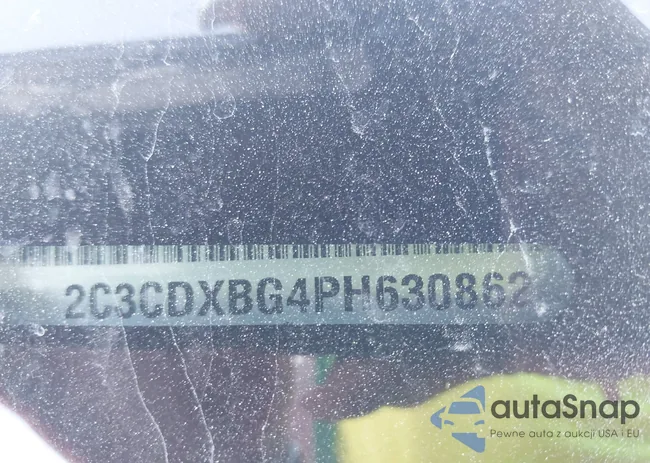 2C3CDXBG4PH630862
autaSnap
Pewne auta z aukcji USA i EU